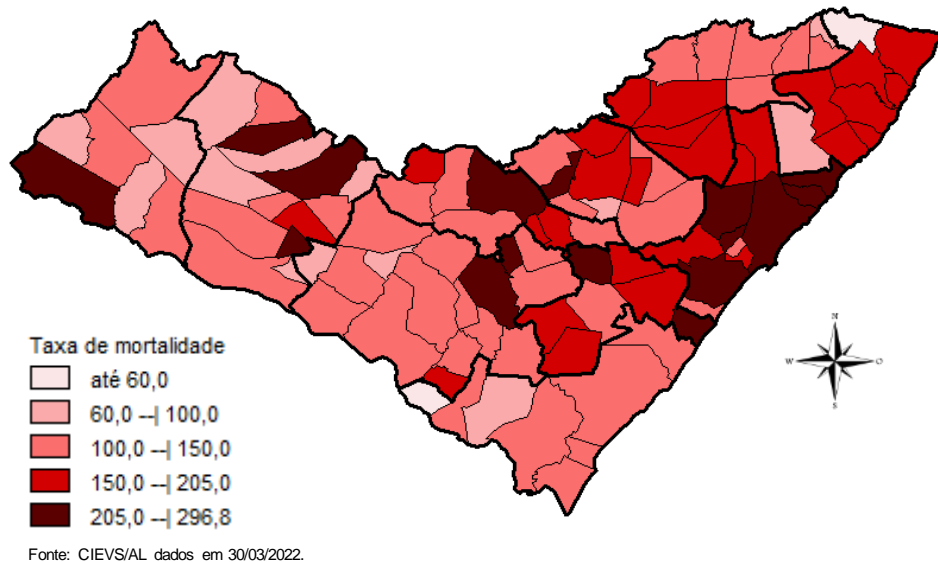 N
W
O
S
Taxa de mortalidade
até 60,0
60,0 --| 100,0
100,0 --| 150,0
150,0 --| 205,0
205,0 --| 296,8
Fonte: CIEVS/AL dados em 30/03/2022.